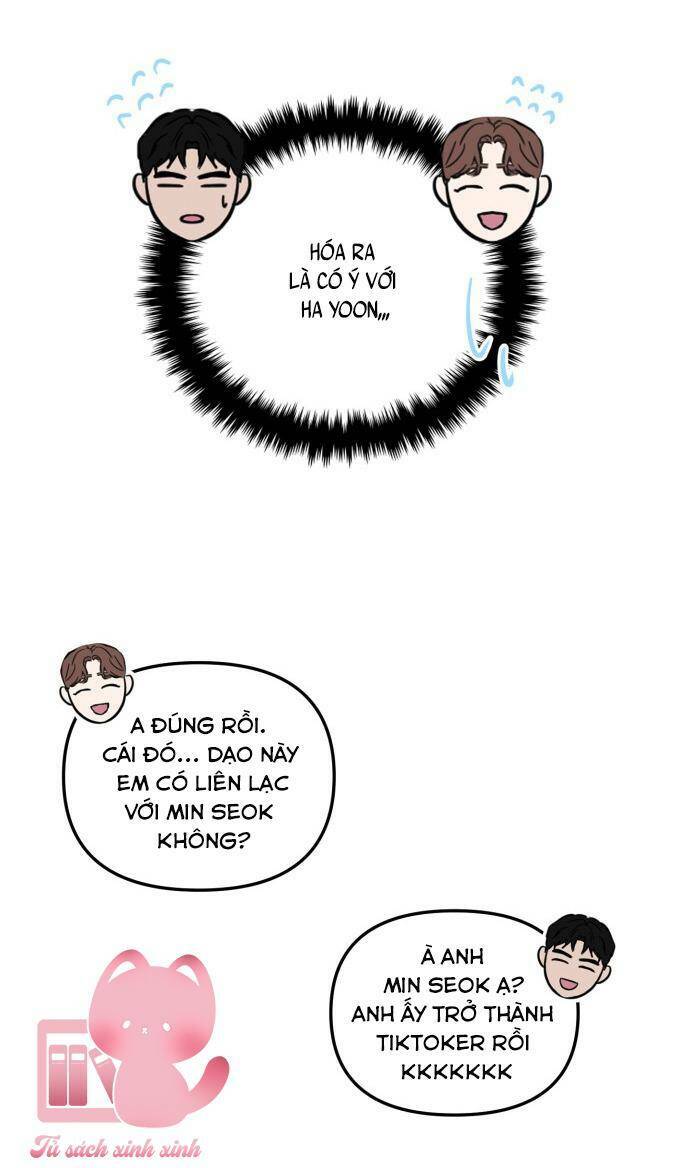 HÓA RA
LÀ CÓ Ý VỚI
HA YOON,,,
A ĐÚNG RỒI.
CÁI ĐÓ... DẠO NÀY
EM CÓ LIÊN LẠC
VỚI MIN SEOK
KHÔNG?
À ANH
MIN SEOK Ạ?
ANH ẤY TRỞ THÀNH
TIKTOKER RỒI
KKKKKKK
Tủ sách xinh xinh